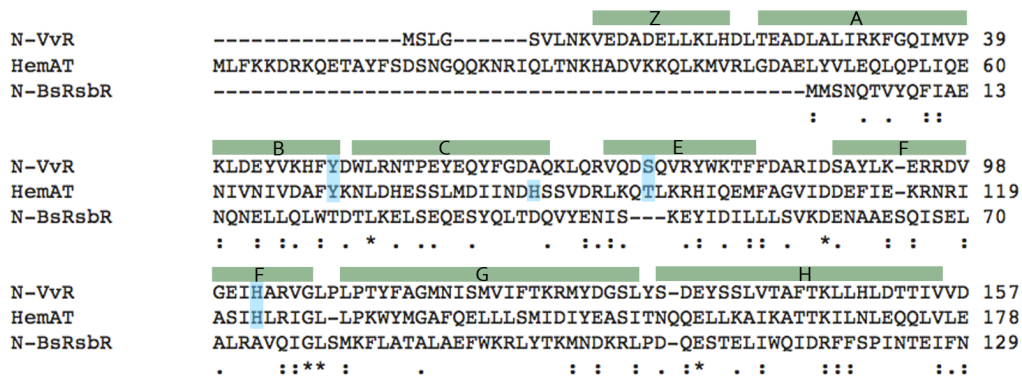 Z A
N-VvR ---------------MSLG------SVLNKVEDADELLKLHDLTEADLALIRKFGQIMVP 39
HemAT MLFKKDRKQETAYFSDSNGQQKNRIQLTNKHADVKKQLKMVRLGDAELYVLEQLQPLIQE 60
N-BsRsbR -----------------------------------------------MMSNQTVYQFIAE 13
: . . ::
B C E F
N-VvR KLDEYVKHFYDWLRNTPEYEQYFGDAQKLQRVQDSQVRYWKTFFDARIDSAYLK-ERRDV 98
HemAT NIVNIVDAFYKNLDHESSLMDIINDHSSVDRLKQTLKRHIQEMFAGVIDDEFIE-KRNRI 119
N-BsRsbR NQNELLQLWTDTLKELSEQESYQLTDQVYENIS---KEYIDILLLSVKDENAAESQISEL 70
: : :. : . * . . . . :.:. .: : :: *. : : :
F G H
N-VvR GEIHARVGLPLPTYFAGMNISMVIFTKRMYDGSLYS-DEYSSLVTAFTKLLHLDTTIVVD 157
HemAT ASIHLRIGL-LPKWYMGAFQELLLSMIDIYEASITNQQELLKAIKATTKILNLEQQLVLE 178
N-BsRsbR ALRAVQIGLSMKFLATALAEFWKRLYTKMNDKRLPD-QESTELIWQIDRFFSPINTEIFN 129
. ::** : . : : : :* : ::: :.: